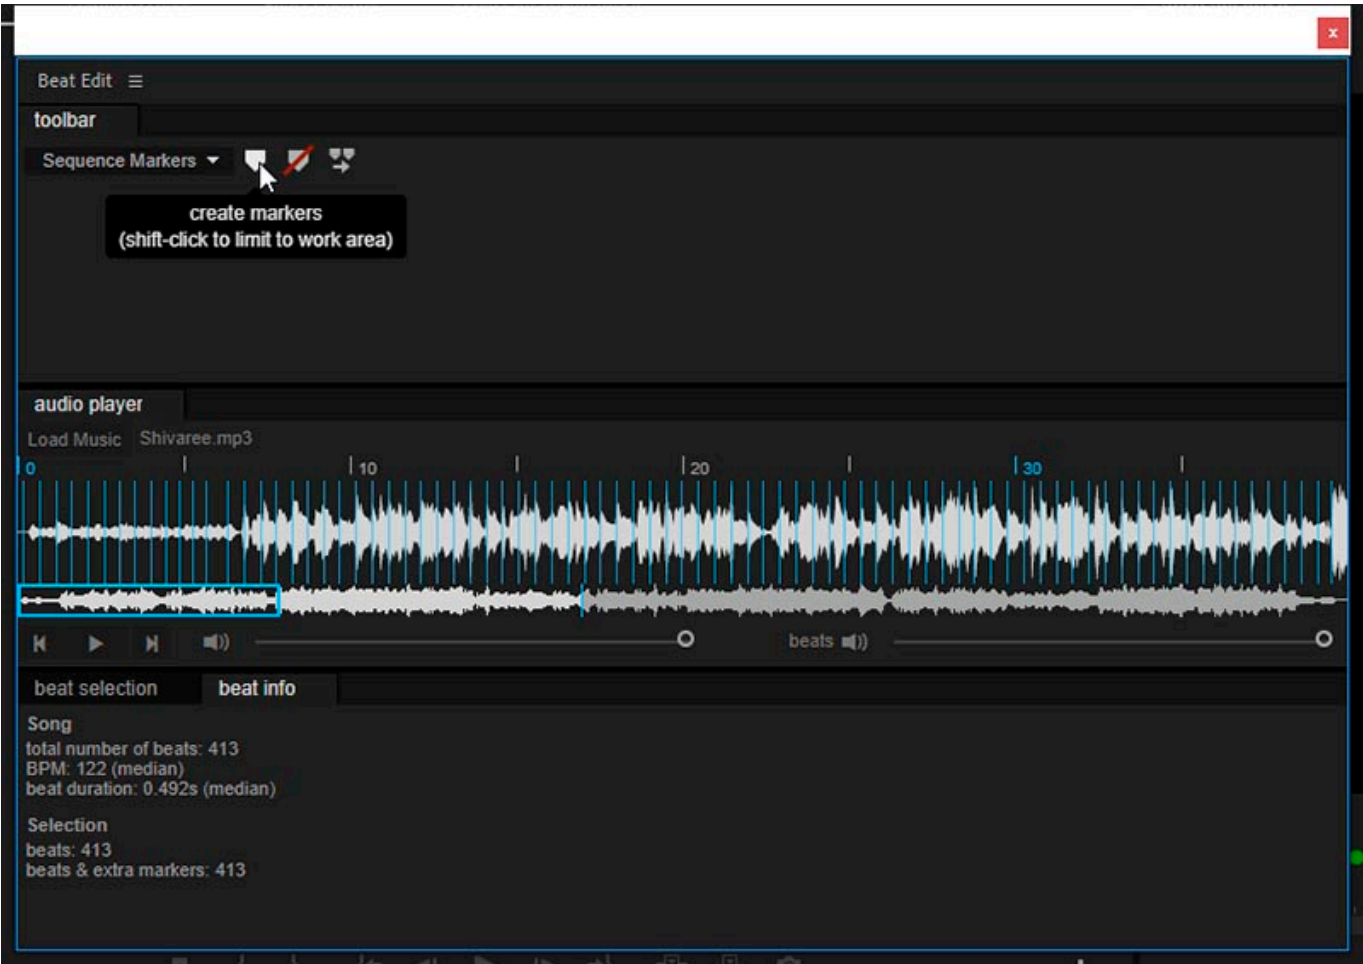 Beat Edit
toolbar
Sequence Markers
create markers
(shift-click to limit to work area)
audio player
Load Music Shivaree.mp3
0 10 20 30
beats
beat selection beat info
Song
total number of beats: 413
BPM: 122 (median)
beat duration: 0.492s (median)
Selection
beats: 413
beats & extra markers: 413